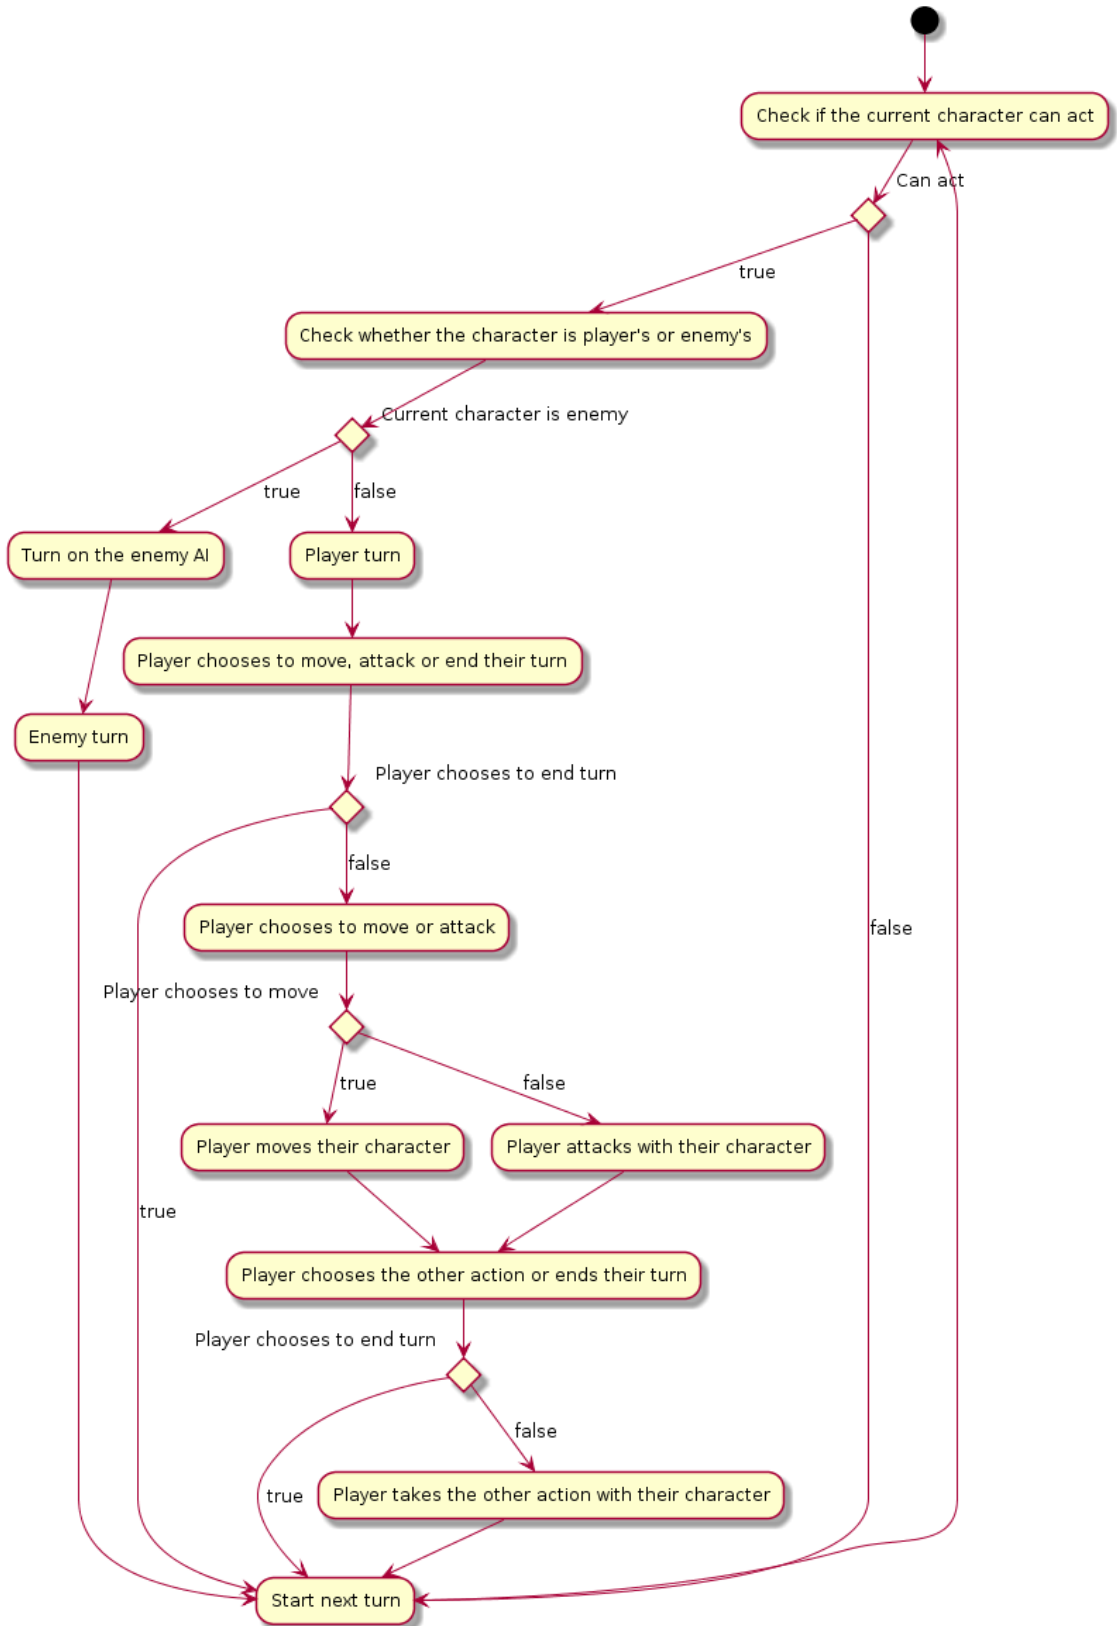 Check if the current character can act
Can act
true
Check whether the character is player's or enemy's
Current character is enemy
true
false
Turn on the enemy AI
Player turn
Player chooses to move, attack or end their turn
Enemy turn
Player chooses to end turn
false
Player chooses to move or attack
false
Player chooses to move
true
false
Player moves their character
Player attacks with their character
true
Player chooses the other action or ends their turn
Player chooses to end turn
false
true
Player takes the other action with their character
Start next turn